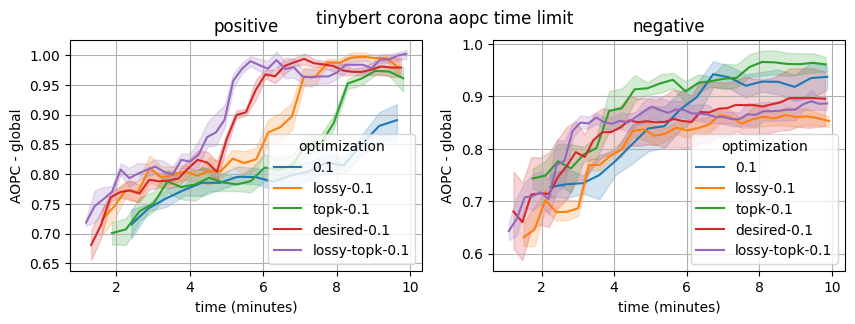 tinybert corona aopc time limit
positive
AOPC - global
1.00
0.95
0.90
0.85
0.80
0.75
0.70
0.65
2
4
6
8
10
time (minutes)
optimization
0.1
lossy-0.1
topk-0.1
desired-0.1
lossy-topk-0.1
negative
AOPC - global
1.0
0.9
0.8
0.7
0.6
2
4
6
8
10
time (minutes)
optimization
0.1
lossy-0.1
topk-0.1
desired-0.1
lossy-topk-0.1